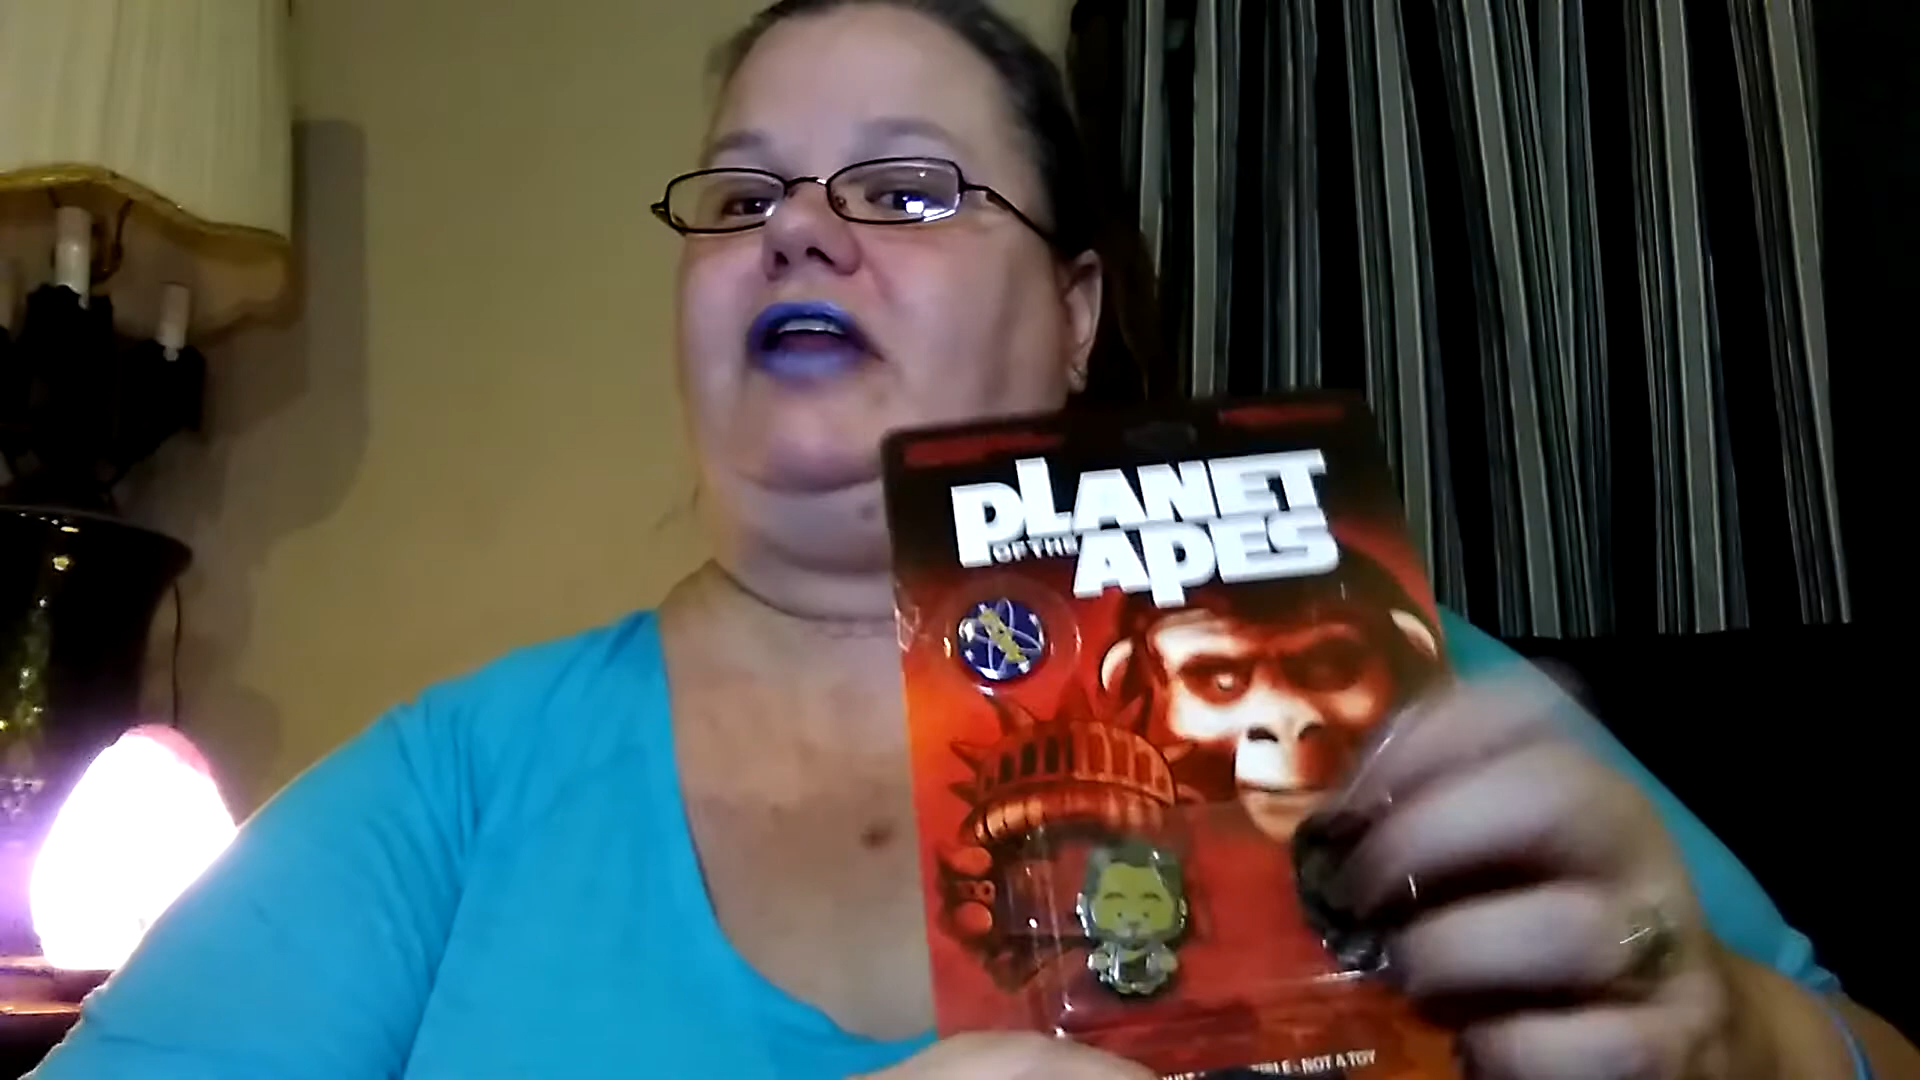 PLANET
OF THE
APES
NOT A TOY